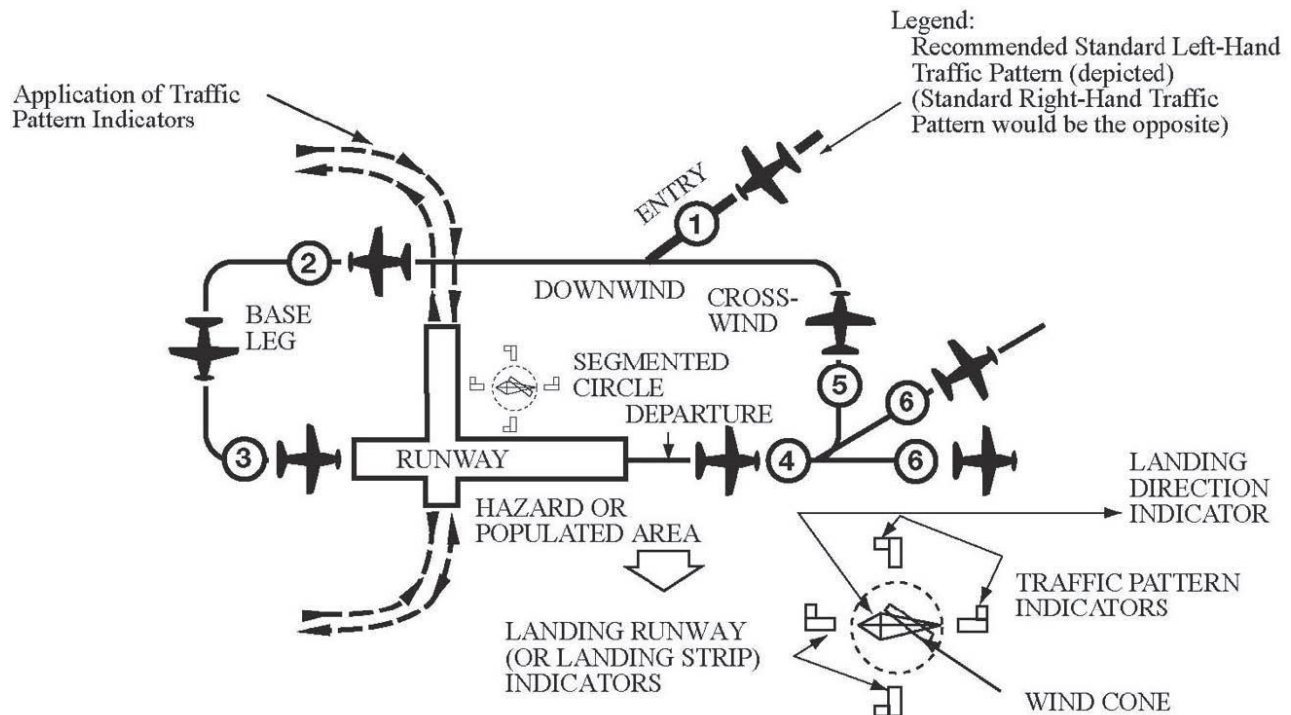 Legend:
Recommended Standard Left-Hand
Traffic Pattern (depicted)
(Standard Right-Hand Traffic
Pattern would be the opposite)
Application of Traffic
Pattern Indicators
ENTRY
1
2
DOWNWIND
CROSS-
WIND
BASE
LEG
SEGMENTED
CIRCLE
5
6
DEPARTURE
3
RUNWAY
4
6
HAZARD OR
POPULATED AREA
LANDING
DIRECTION
INDICATOR
TRAFFIC PATTERN
INDICATORS
LANDING RUNWAY
(OR LANDING STRIP)
INDICATORS
WIND CONE